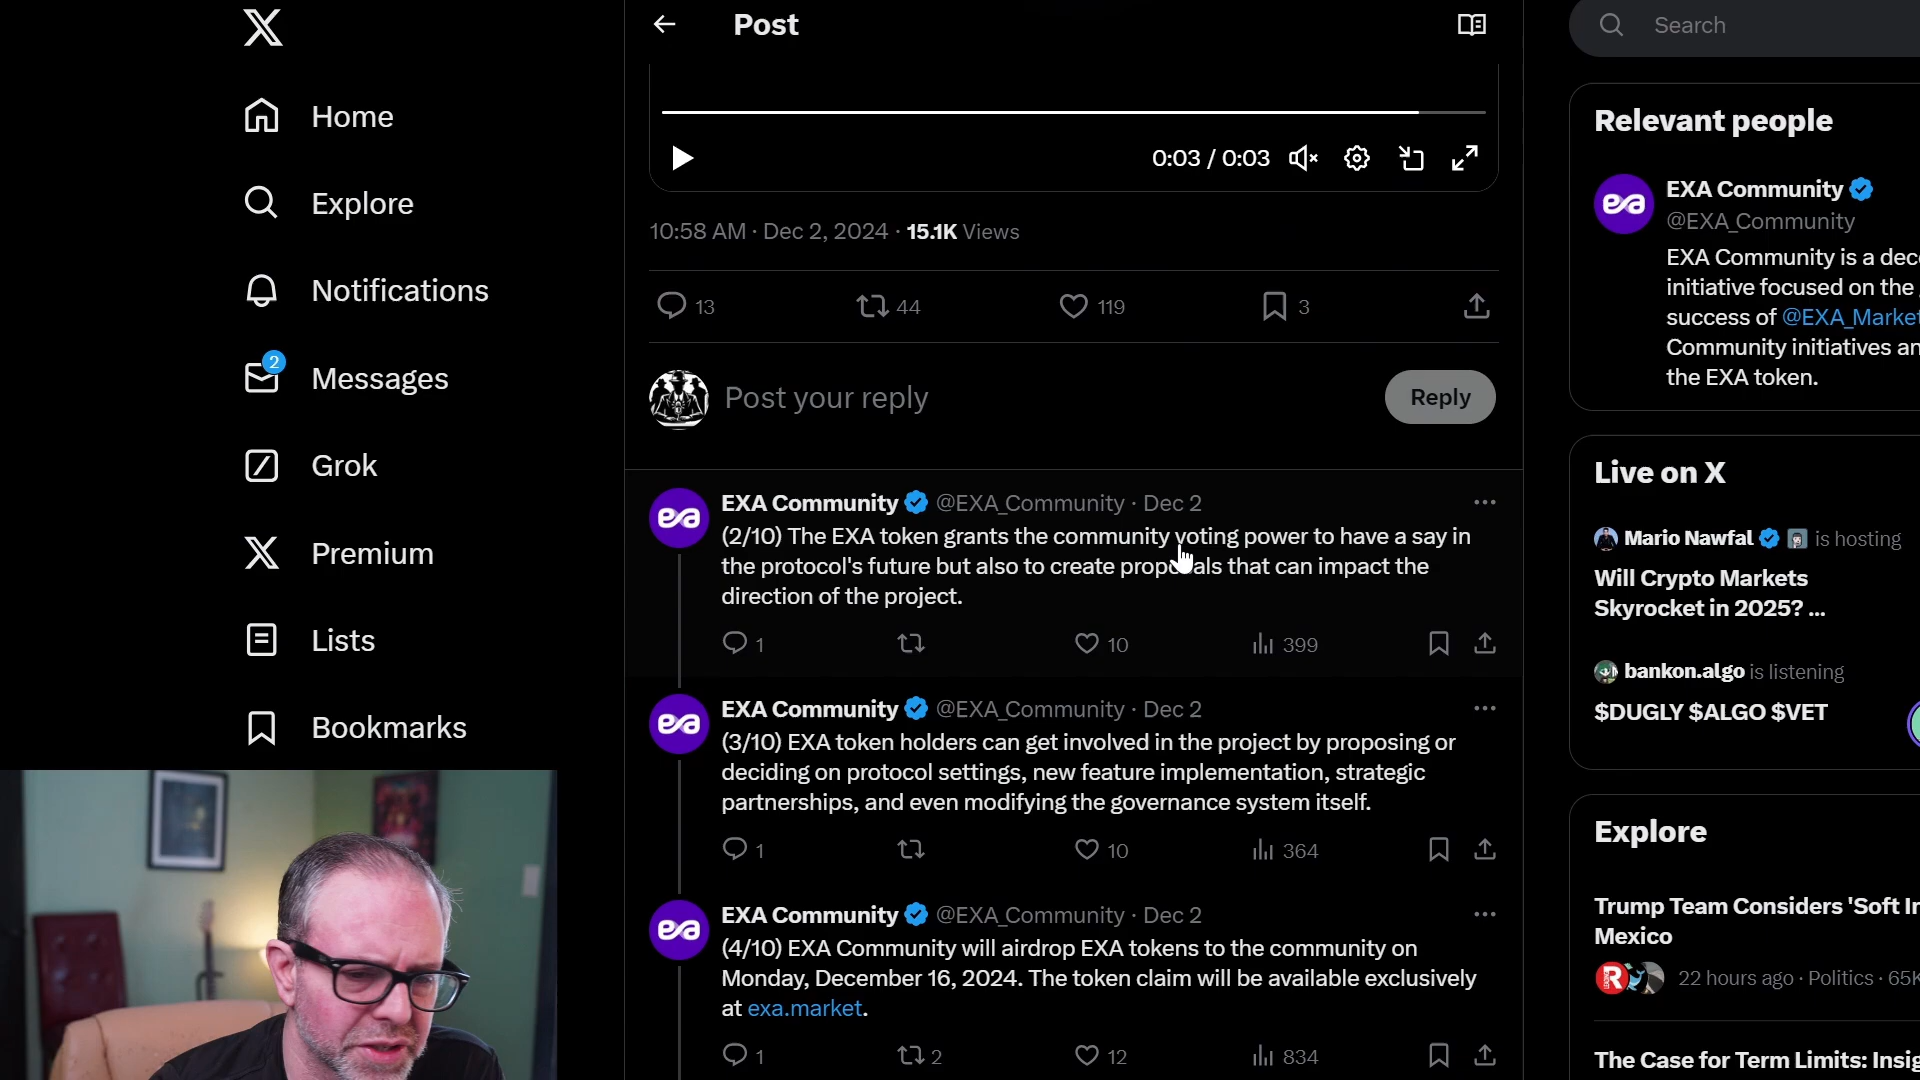 Home
Explore
Notifications
2
Messages
Grok
Premium
Lists
Bookmarks
Post
0:03 / 0:03
10:58 AM · Dec 2, 2024 · 15.1K Views
13 44 119 3
Post your reply
Reply
EXA Community @EXA_Community · Dec 2
(2/10) The EXA token grants the community voting power to have a say in
the protocol's future but also to create proposals that can impact the
direction of the project.
1 10 399
EXA Community @EXA_Community · Dec 2
(3/10) EXA token holders can get involved in the project by proposing or
deciding on protocol settings, new feature implementation, strategic
partnerships, and even modifying the governance system itself.
1 10 364
EXA Community @EXA_Community · Dec 2
(4/10) EXA Community will airdrop EXA tokens to the community on
Monday, December 16, 2024. The token claim will be available exclusively
at exa.market.
1 2 12 834
Search
Relevant people
exa
EXA Community
@EXA_Community
EXA Community is a dec
initiative focused on the
success of @EXA_Market
Community initiatives an
the EXA token.
Live on X
Mario Nawfal is hosting
Will Crypto Markets
Skyrocket in 2025? ...
bankon.algo is listening
$DUGLY $ALGO $VET
Explore
Trump Team Considers 'Soft In
Mexico
22 hours ago · Politics · 65K
The Case for Term Limits: Insig